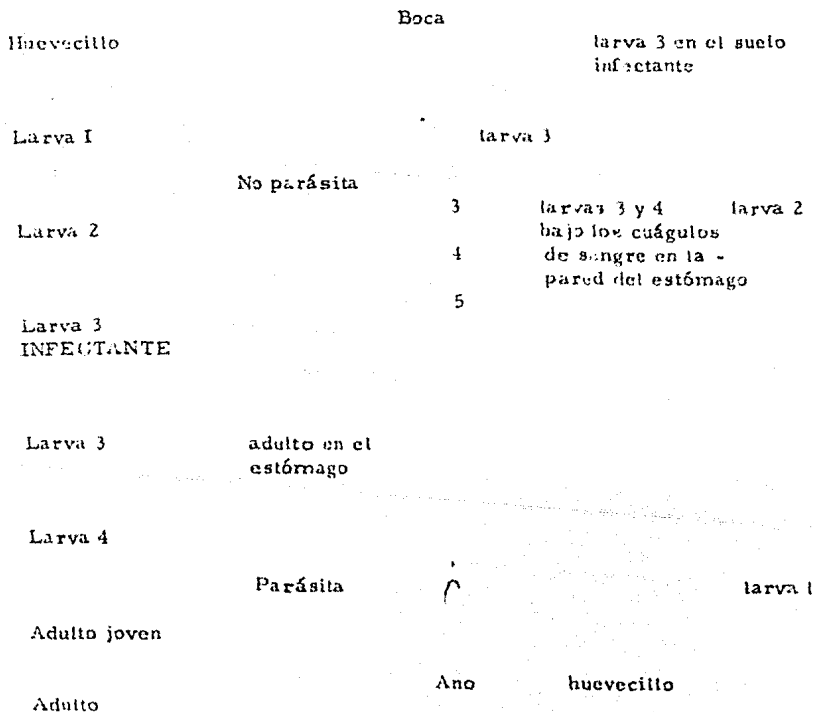 Boca
Huevecillo
larva 3 en el suelo
infectante
Larva I
larva 3
No parásita
3
larvas 3 y 4
larva 2
Larva 2
bajo los cuágulos
4
de sangre en la -
pared del estómago
5
Larva 3
INFECTANTE
Larva 3
adulto en el
estómago
Larva 4
Parásita
larva 1
Adulto joven
Ano
huevecillo
Adulto